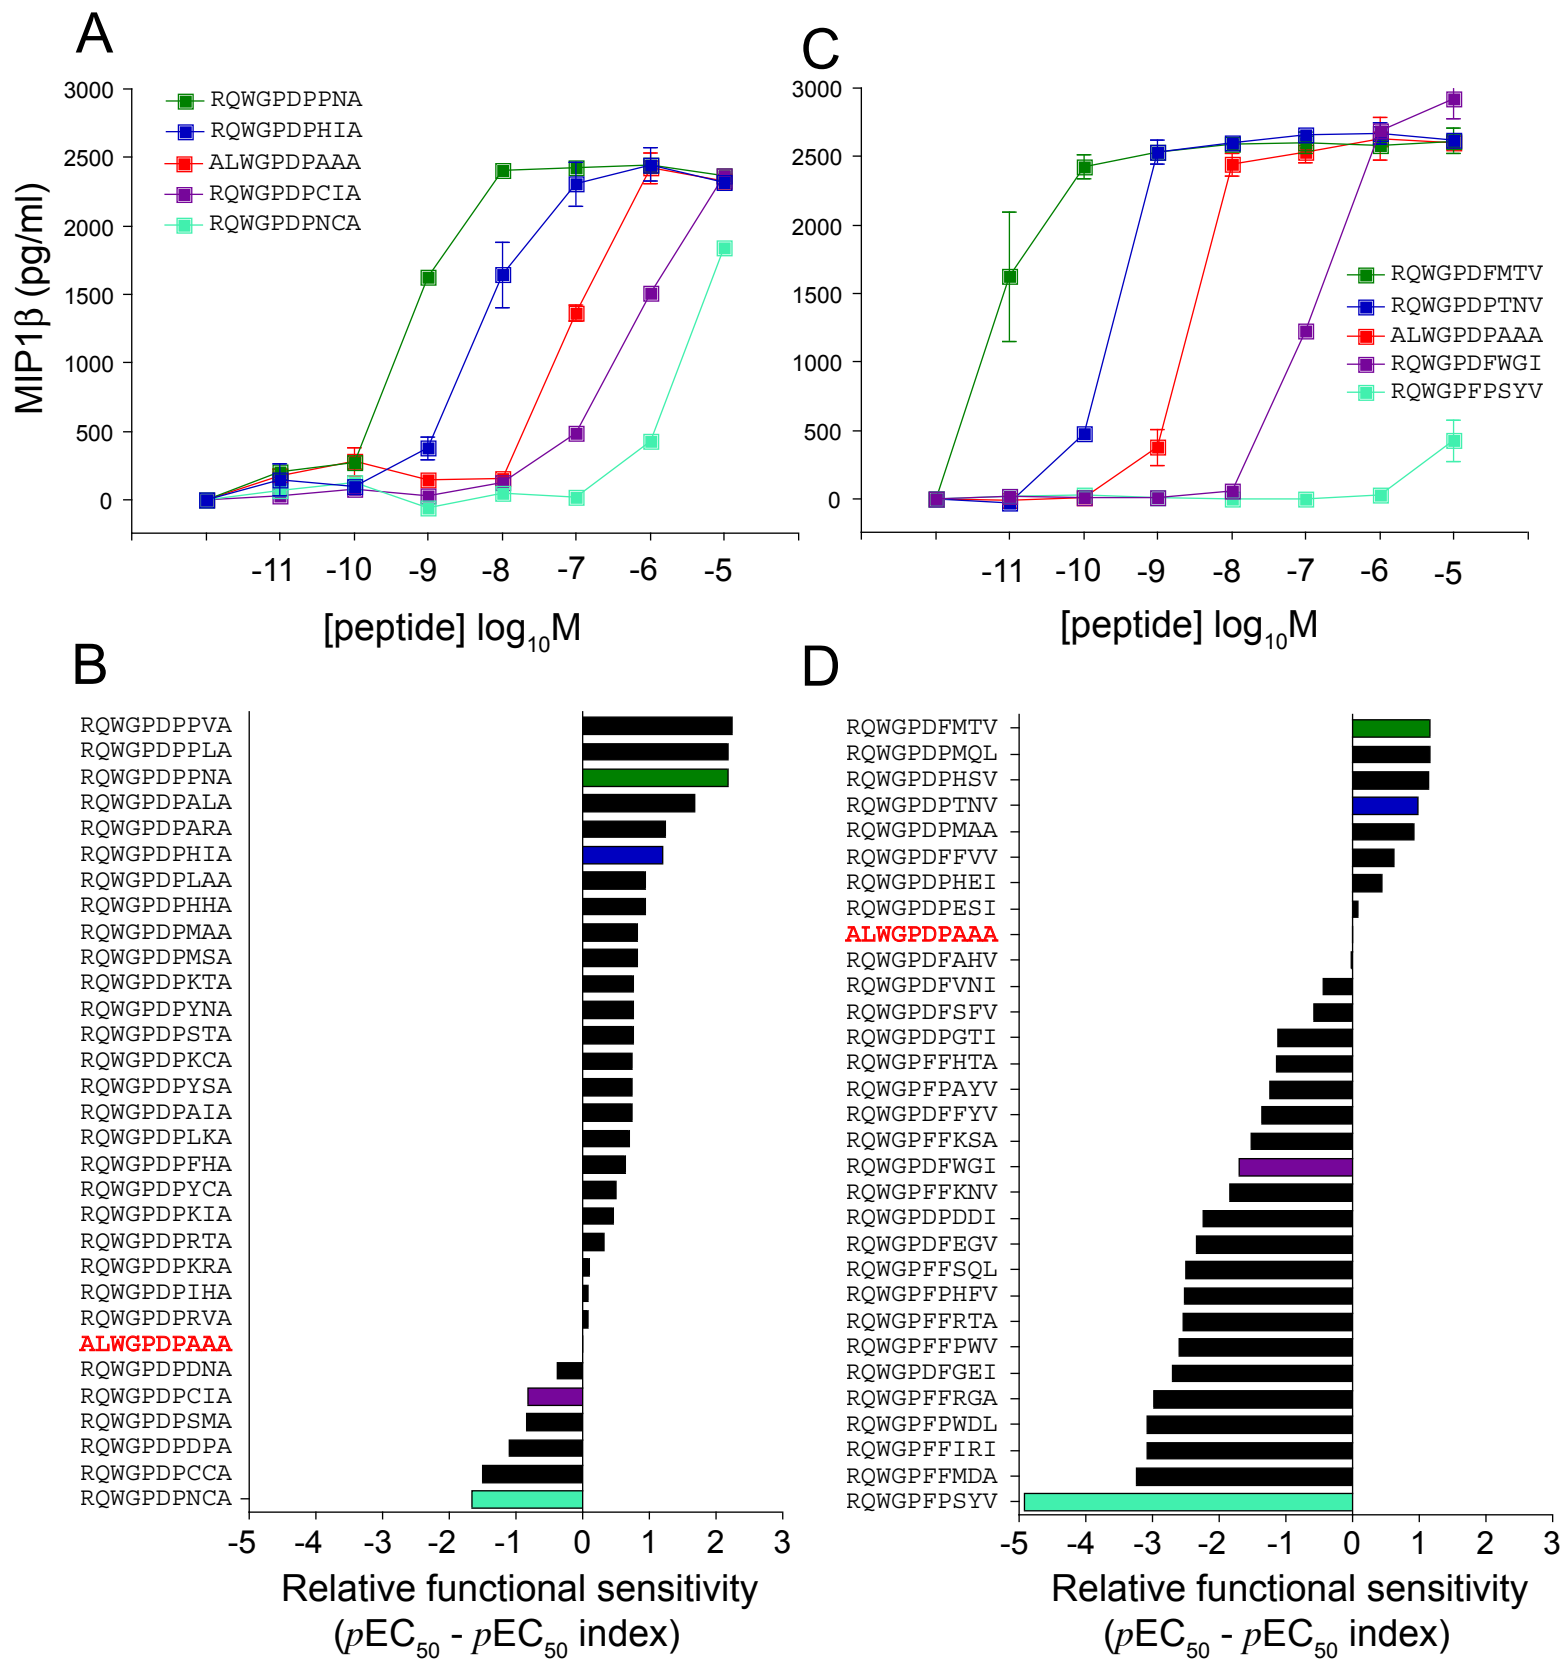 A
3000
2500
2000
1500
1000
500
0
MIP1β (pg/ml)
RQWGPDPPNA
RQWGPDPHIA
ALWGPDPAAA
RQWGPDPCIA
RQWGPDPNCA
-11 -10 -9 -8 -7 -6 -5
[peptide] log10M
C
3000
2500
2000
1500
1000
500
0
RQWGPDFMTV
RQWGPDPTNV
ALWGPDPAAA
RQWGPDFWGI
RQWGPFPSYV
-11 -10 -9 -8 -7 -6 -5
[peptide] log10M
B
RQWGPDPPVA
RQWGPDPPLA
RQWGPDPPNA
RQWGPDPALA
RQWGPDPARA
RQWGPDPHIA
RQWGPDPLAA
RQWGPDPHHA
RQWGPDPMAA
RQWGPDPMSA
RQWGPDPKTA
RQWGPDPYNA
RQWGPDPSTA
RQWGPDPKCA
RQWGPDPYSA
RQWGPDPAIA
RQWGPDPLKA
RQWGPDPFHA
RQWGPDPYCA
RQWGPDPKIA
RQWGPDPRTA
RQWGPDPKRA
RQWGPDPIHA
RQWGPDPRVA
ALWGPDPAAA
RQWGPDPDNA
RQWGPDPCIA
RQWGPDPSMA
RQWGPDPDPA
RQWGPDPCCA
RQWGPDPNCA
-5 -4 -3 -2 -1 0 1 2 3
Relative functional sensitivity
(pEC50 - pEC50 index)
D
RQWGPDFMTV
RQWGPDPMQL
RQWGPDPHSV
RQWGPDPTNV
RQWGPDPMAA
RQWGPDFFVV
RQWGPDPHEI
RQWGPDPESI
ALWGPDPAAA
RQWGPDFAHV
RQWGPDFVNI
RQWGPDFSFV
RQWGPDPGTI
RQWGPFFHTA
RQWGPFPAYV
RQWGPDFFYV
RQWGPFFKSA
RQWGPDFWGI
RQWGPFFKNV
RQWGPDPDDI
RQWGPDFEGV
RQWGPFFSQL
RQWGPFPHFV
RQWGPFFRTA
RQWGPFFPWV
RQWGPDFGEI
RQWGPFFRGA
RQWGPFPWDL
RQWGPFFIRI
RQWGPFFMDA
RQWGPFPSYV
-5 -4 -3 -2 -1 0 1 2 3
Relative functional sensitivity
(pEC50 - pEC50 index)